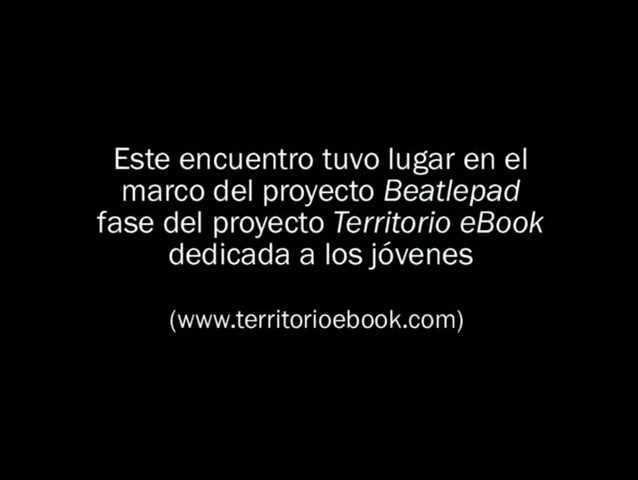 Este encuentro tuvo lugar en el
marco del proyecto Beatlepad
fase del proyecto Territorio eBook
dedicada a los jóvenes
(www.territorioebook.com)